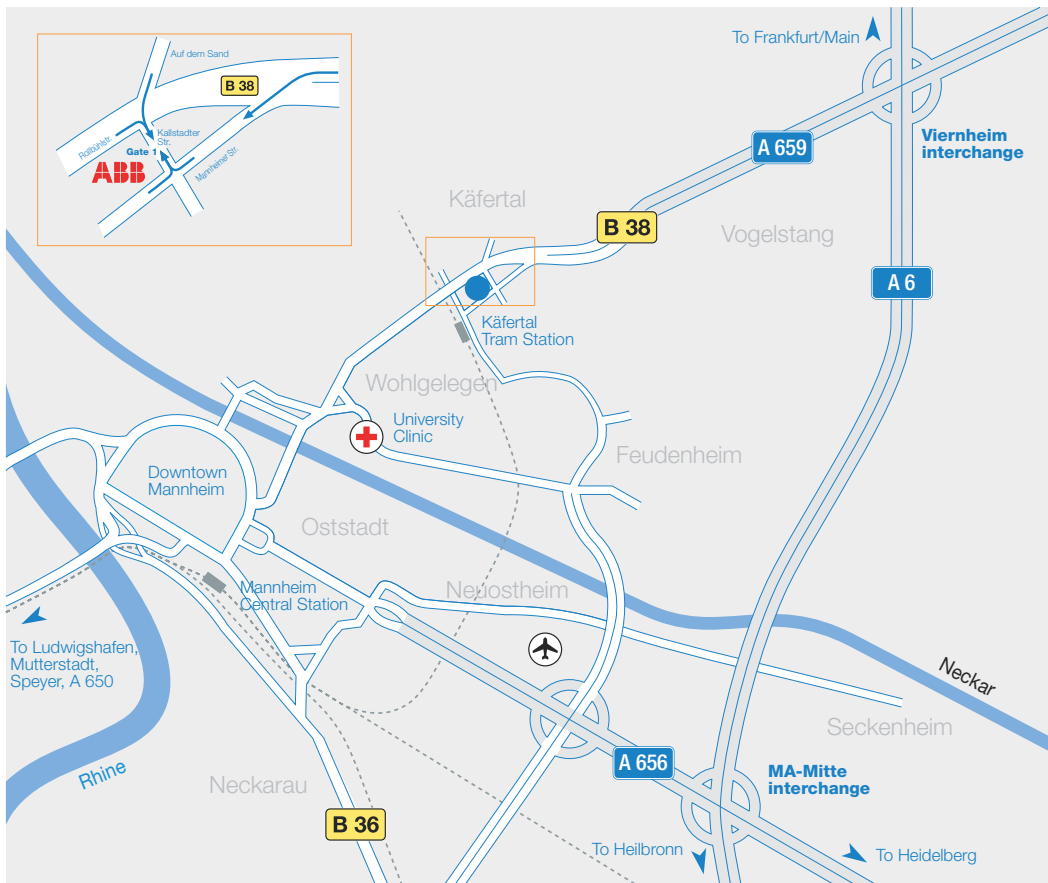 Auf dem Sand
B 38
Rollbühlstr.
Kallstadter
Str.
Gate 1
ABB
Mannheimer Str.
To Frankfurt/Main
Viernheim
interchange
A 659
Käfertal
B 38
Vogelstang
A 6
Käfertal
Tram Station
Wohlgelegen
University
Clinic
Feudenheim
Downtown
Mannheim
Oststadt
Neuostheim
Mannheim
Central Station
To Ludwigshafen,
Mutterstadt,
Speyer, A 650
Neckar
Seckenheim
Rhine
Neckarau
A 656
MA-Mitte
interchange
B 36
To Heilbronn
To Heidelberg